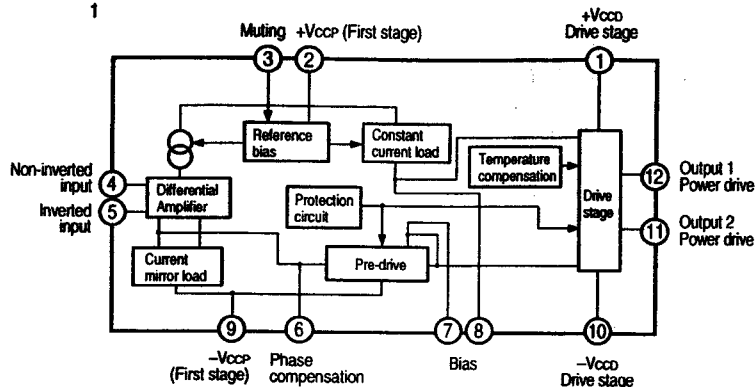 1
Muting
+VCCP (First stage)
+VCCD
Drive stage
3
2
1
Reference
bias
Constant
current load
Temperature
compensation
Non-inverted
input
4
Differential
Amplifier
Inverted
input
5
Protection
circuit
Drive
stage
12
Output 1
Power drive
11
Output 2
Power drive
Current
mirror load
Pre-drive
9
6
7
8
10
–VCCP
(First stage)
Phase
compensation
Bias
–VCCD
Drive stage